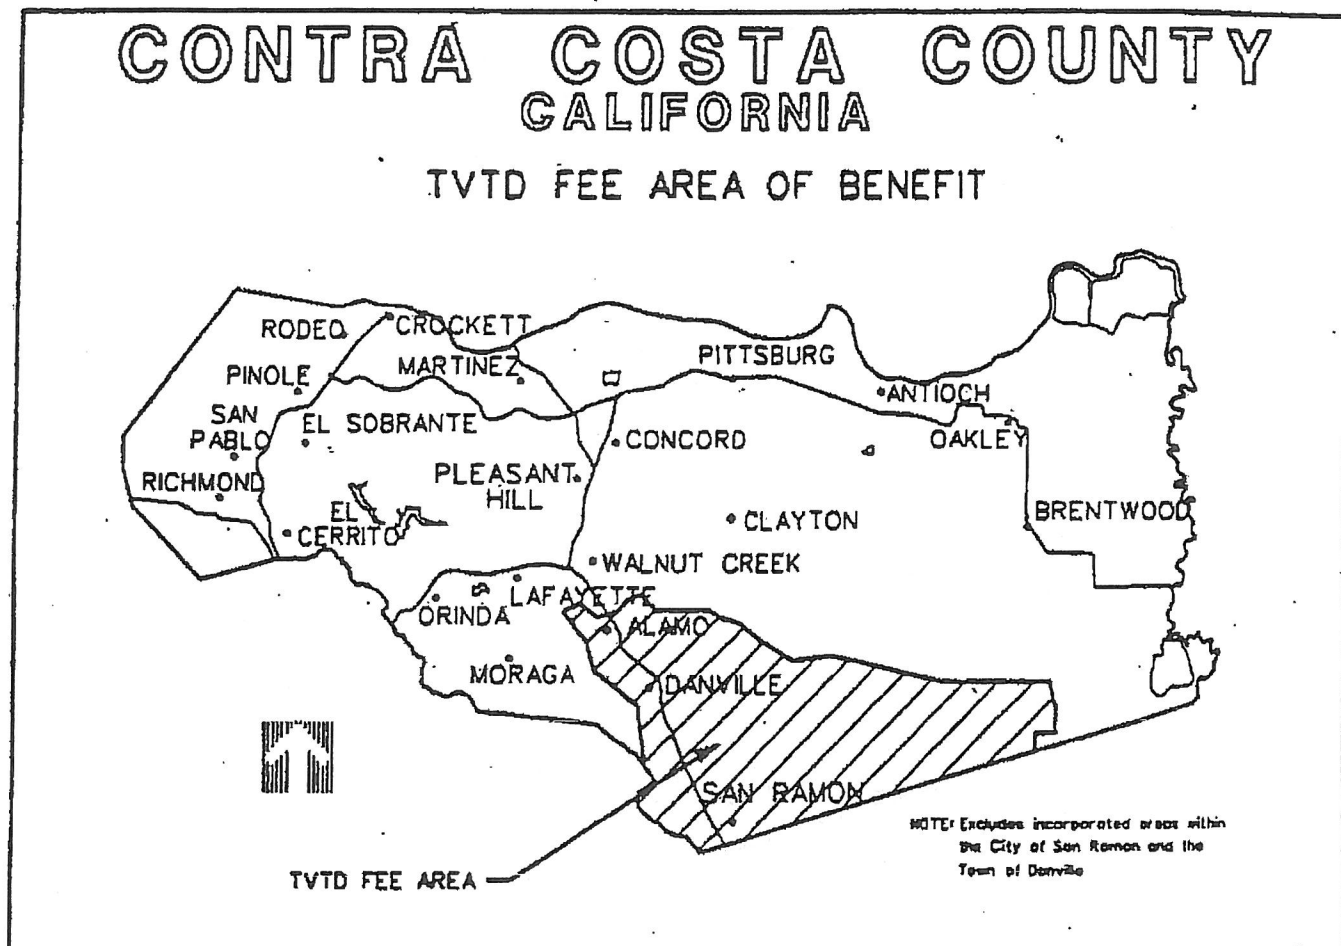 CONTRA COSTA COUNTY
CALIFORNIA
TVTD FEE AREA OF BENEFIT
RODEO
CROCKETT
MARTINEZ
PITTSBURG
PINOLE
ANTIOCH
SAN
PABLO
EL SOBRANTE
CONCORD
OAKLEY
RICHMOND
PLEASANT
HILL
EL
CERRITO
CLAYTON
BRENTWOOD
WALNUT CREEK
LAFAYETTE
ORINDA
ALAMO
MORAGA
DANVILLE
SAN RAMON
NOTE: Excludes incorporated areas within
the City of San Ramon and the
Town of Danville
TVTD FEE AREA